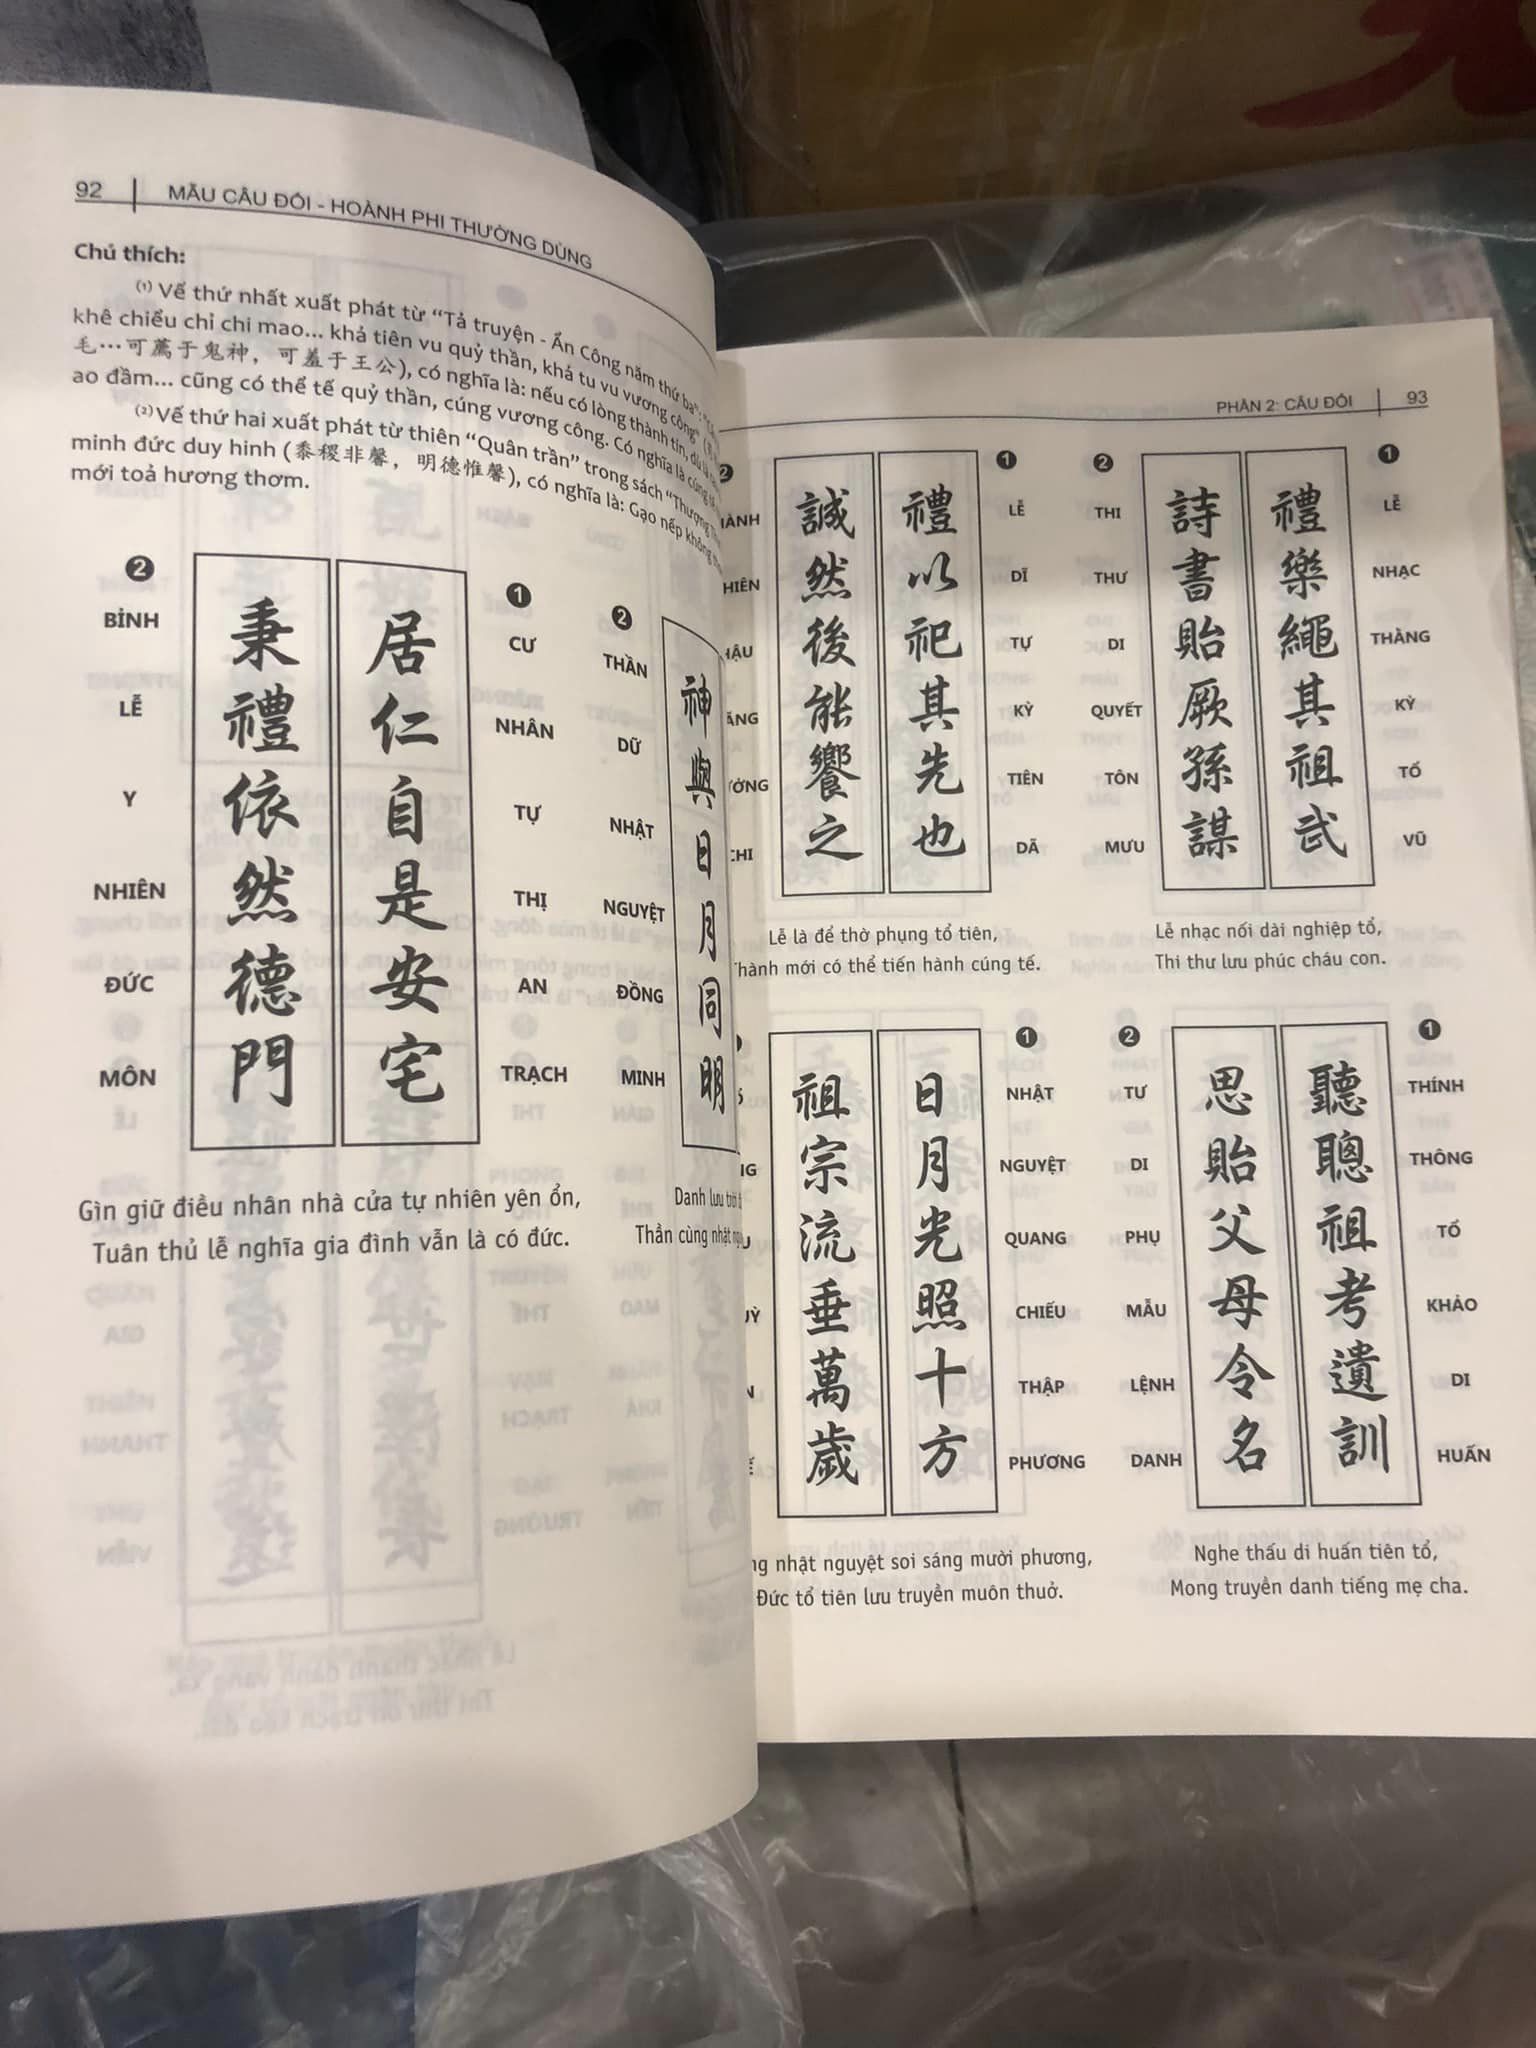 92 | MẪU CÂU ĐỐI - HOÀNH PHI THƯỜNG DÙNG
Chú thích:
(1) Vế thứ nhất xuất phát từ "Tả truyện - Ẩn Công năm thứ ba":
khê chiểu chỉ chi mao... khả tiên vu quỷ thần, khả tu vu vương công"
毛…可薦于鬼神，可羞于王公), có nghĩa là: nếu có lòng thành tín, dù là
ao đầm... cũng có thể tế quỷ thần, cúng vương công. Có nghĩa là cúng tế
(2) Vế thứ hai xuất phát từ thiên "Quân trần" trong sách "Thượng
minh đức duy hinh (黍稷非馨，明德惟馨), có nghĩa là: Gạo nếp không
mới toả hương thơm.
❶
居仁自是安宅
CƯ
NHÂN
TỰ
THỊ
AN
TRẠCH
❷
秉禮依然德門
BỈNH
LỄ
Y
NHIÊN
ĐỨC
MÔN
Gìn giữ điều nhân nhà cửa tự nhiên yên ổn,
Tuân thủ lễ nghĩa gia đình vẫn là có đức.
❷
神與日月同明
THẦN
DỮ
NHẬT
NGUYỆT
ĐỒNG
MINH
Danh lưu
Thần cùng nhật
PHẦN 2: CÂU ĐỐI | 93
❶
禮樂繩其祖武
LỄ
NHẠC
THẰNG
KỲ
TỔ
VŨ
❷
詩書貽厥孫謀
THI
THƯ
DI
QUYẾT
TÔN
MƯU
Lễ nhạc nối dài nghiệp tổ,
Thi thư lưu phúc cháu con.
❶
禮以祀其先也
LỄ
DĨ
TỰ
KỲ
TIÊN
DÃ
❷
誠然後能饗之
CHI
Lễ là để thờ phụng tổ tiên,
Thành mới có thể tiến hành cúng tế.
❶
聽聰祖考遺訓
THÍNH
THÔNG
TỔ
KHẢO
DI
HUẤN
❷
思貽父母令名
TƯ
DI
PHỤ
MẪU
LỆNH
DANH
Nghe thấu di huấn tiên tổ,
Mong truyền danh tiếng mẹ cha.
❶
日月光照十方
NHẬT
NGUYỆT
QUANG
CHIẾU
THẬP
PHƯƠNG
祖宗流垂萬歲
nhật nguyệt soi sáng mười phương,
Đức tổ tiên lưu truyền muôn thuở.